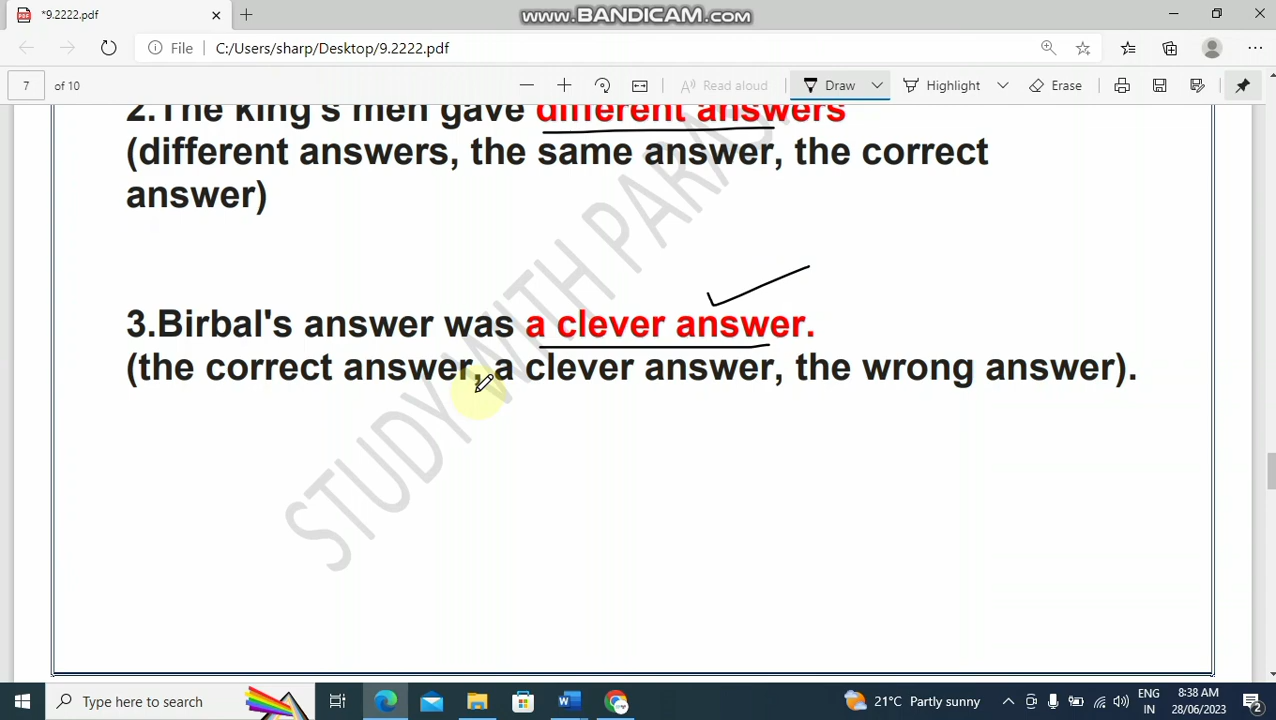 *9.2222.pdf
www.BANDICAM.com
File C:/Users/sharp/Desktop/9.2222.pdf
7 of 10 Read aloud Draw Highlight Erase
2.The king's men gave different answers
(different answers, the same answer, the correct
answer)
3.Birbal's answer was a clever answer.
(the correct answer, a clever answer, the wrong answer).
STUDY WITH PARA
Type here to search 21°C Partly sunny ENG 8:38 AM
IN 28/06/2023 2